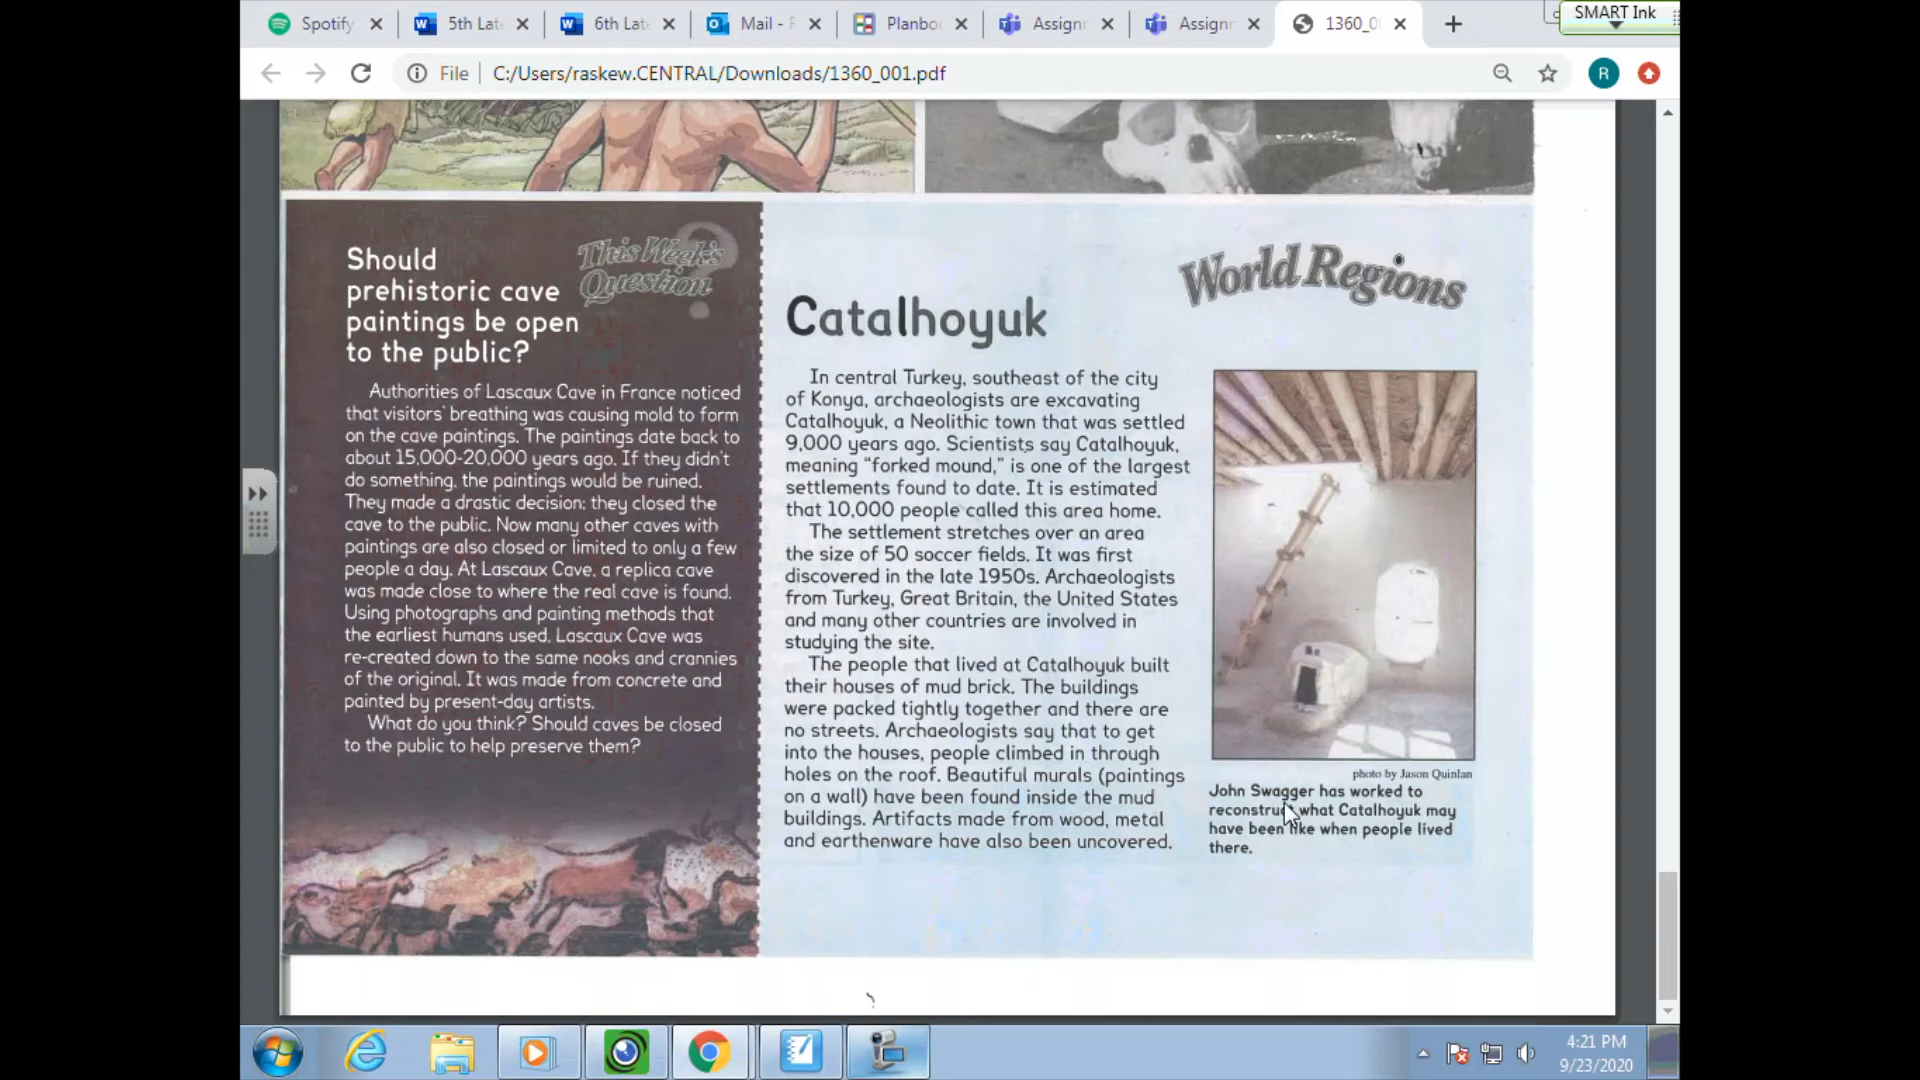 Spotify
5th Late
6th Late
Mail - R
Planbo
Assignr
Assignr
1360_0
SMART Ink
File
C:/Users/raskew.CENTRAL/Downloads/1360_001.pdf
R
Should
prehistoric cave
paintings be open
to the public?
This Week's
Question
?
Authorities of Lascaux Cave in France noticed
that visitors' breathing was causing mold to form
on the cave paintings. The paintings date back to
about 15,000-20,000 years ago. If they didn't
do something, the paintings would be ruined.
They made a drastic decision: they closed the
cave to the public. Now many other caves with
paintings are also closed or limited to only a few
people a day. At Lascaux Cave, a replica cave
was made close to where the real cave is found.
Using photographs and painting methods that
the earliest humans used, Lascaux Cave was
re-created down to the same nooks and crannies
of the original. It was made from concrete and
painted by present-day artists.
What do you think? Should caves be closed
to the public to help preserve them?
World Regions
Catalhoyuk
In central Turkey, southeast of the city
of Konya, archaeologists are excavating
Catalhoyuk, a Neolithic town that was settled
9,000 years ago. Scientists say Catalhoyuk,
meaning "forked mound," is one of the largest
settlements found to date. It is estimated
that 10,000 people called this area home.
The settlement stretches over an area
the size of 50 soccer fields. It was first
discovered in the late 1950s. Archaeologists
from Turkey, Great Britain, the United States
and many other countries are involved in
studying the site.
The people that lived at Catalhoyuk built
their houses of mud brick. The buildings
were packed tightly together and there are
no streets. Archaeologists say that to get
into the houses, people climbed in through
holes on the roof. Beautiful murals (paintings
on a wall) have been found inside the mud
buildings. Artifacts made from wood, metal
and earthenware have also been uncovered.
photo by Jason Quinlan
John Swagger has worked to
reconstruct what Catalhoyuk may
have been like when people lived
there.
4:21 PM
9/23/2020